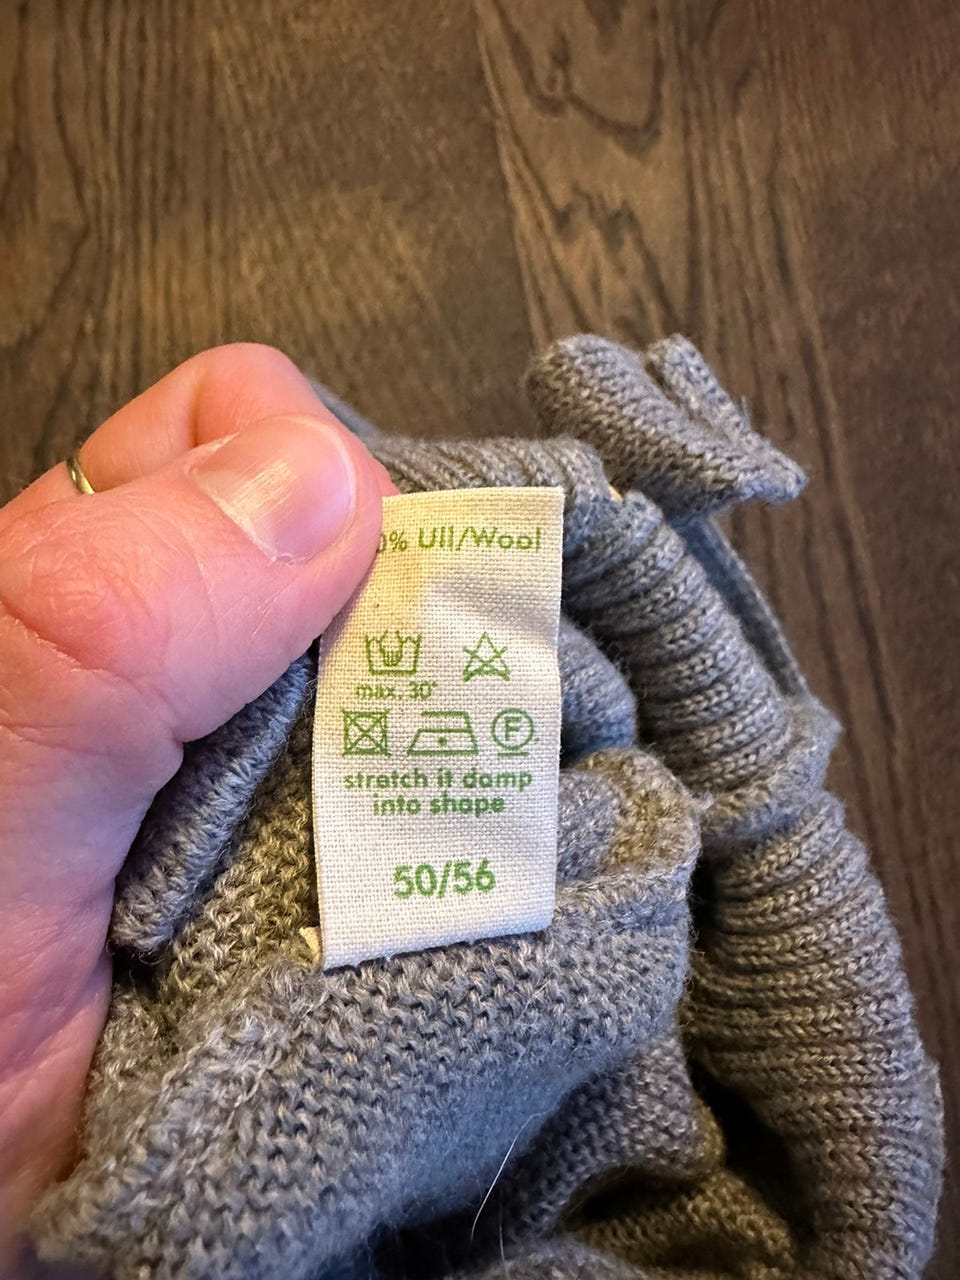 0% Ull/Wool
max. 30°
F
stretch it damp
into shape
50/56